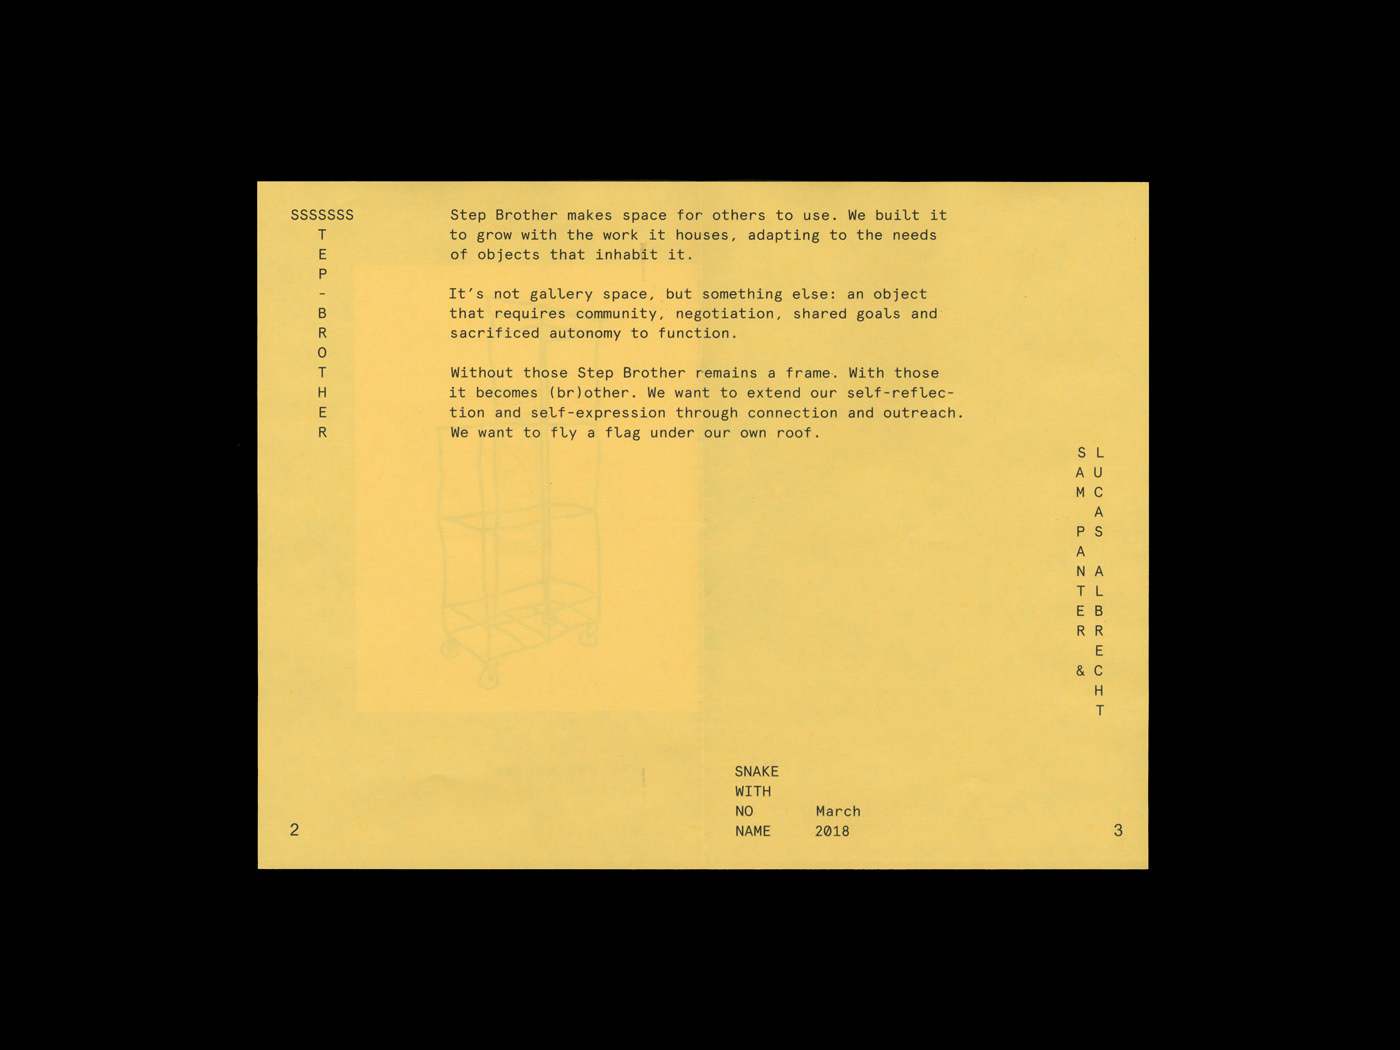 SSSSSSS
T
E
P
-
B
R
O
T
H
E
R
Step Brother makes space for others to use. We built it
to grow with the work it houses, adapting to the needs
of objects that inhabit it.
It’s not gallery space, but something else: an object
that requires community, negotiation, shared goals and
sacrificed autonomy to function.
Without those Step Brother remains a frame. With those
it becomes (br)other. We want to extend our self-reflec-
tion and self-expression through connection and outreach.
We want to fly a flag under our own roof.
SAM PANTER &
LUCAS ALBRECHT
SNAKE
WITH
NO
NAME
March
2018
2
3